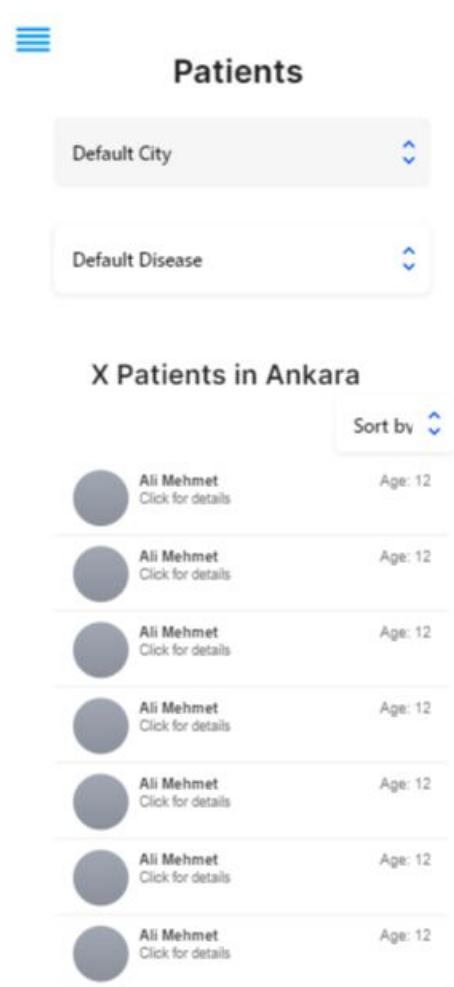 Patients
Default City
Default Disease
X Patients in Ankara
Sort by
Ali Mehmet Age: 12
Click for details
Ali Mehmet Age: 12
Click for details
Ali Mehmet Age: 12
Click for details
Ali Mehmet Age: 12
Click for details
Ali Mehmet Age: 12
Click for details
Ali Mehmet Age: 12
Click for details
Ali Mehmet Age: 12
Click for details